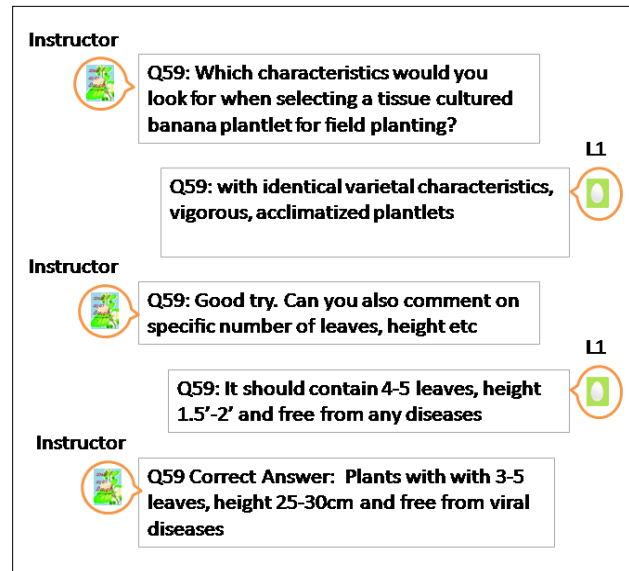 Instructor
Q59: Which characteristics would you
look for when selecting a tissue cultured
banana plantlet for field planting?
L1
Q59: with identical varietal characteristics,
vigorous, acclimatized plantlets
Instructor
Q59: Good try. Can you also comment on
specific number of leaves, height etc
L1
Q59: It should contain 4-5 leaves, height
1.5’-2’ and free from any diseases
Instructor
Q59 Correct Answer:  Plants with with 3-5
leaves, height 25-30cm and free from viral
diseases